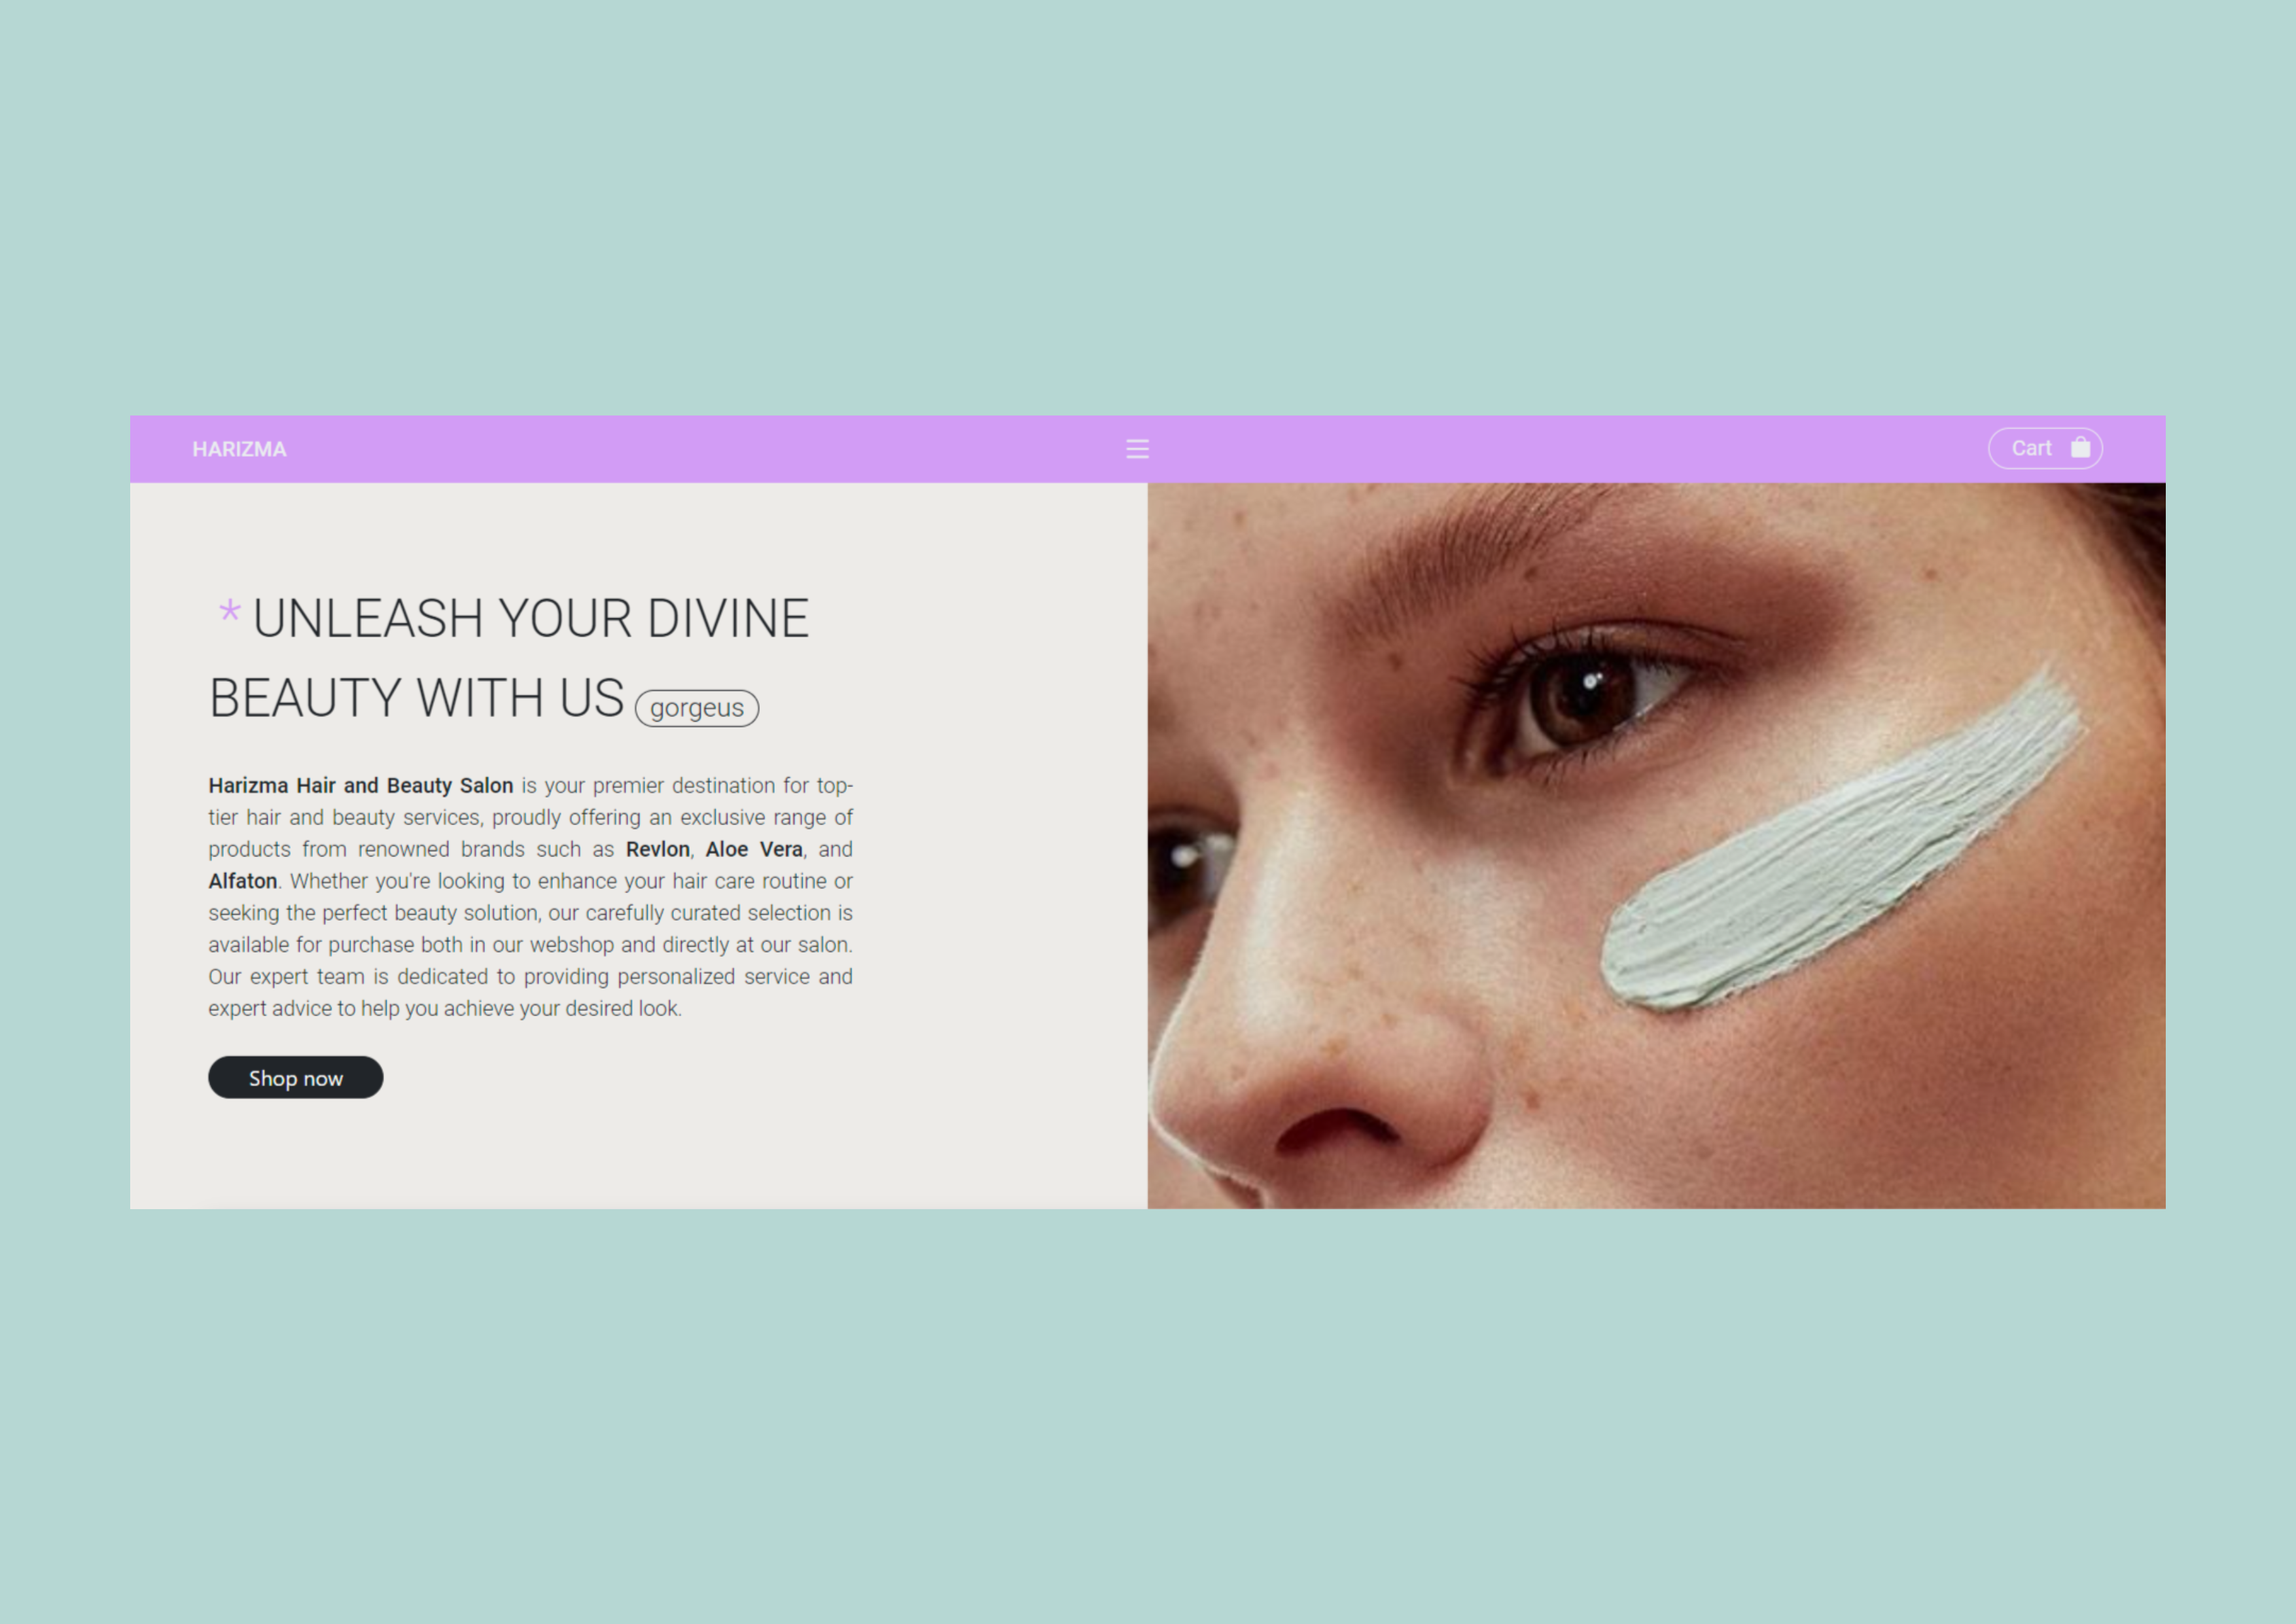 HARIZMA
Cart
* UNLEASH YOUR DIVINE
BEAUTY WITH US gorgeus
Harizma Hair and Beauty Salon is your premier destination for top-
tier hair and beauty services, proudly offering an exclusive range of
products from renowned brands such as Revlon, Aloe Vera, and
Alfaton. Whether you're looking to enhance your hair care routine or
seeking the perfect beauty solution, our carefully curated selection is
available for purchase both in our webshop and directly at our salon.
Our expert team is dedicated to providing personalized service and
expert advice to help you achieve your desired look.
Shop now